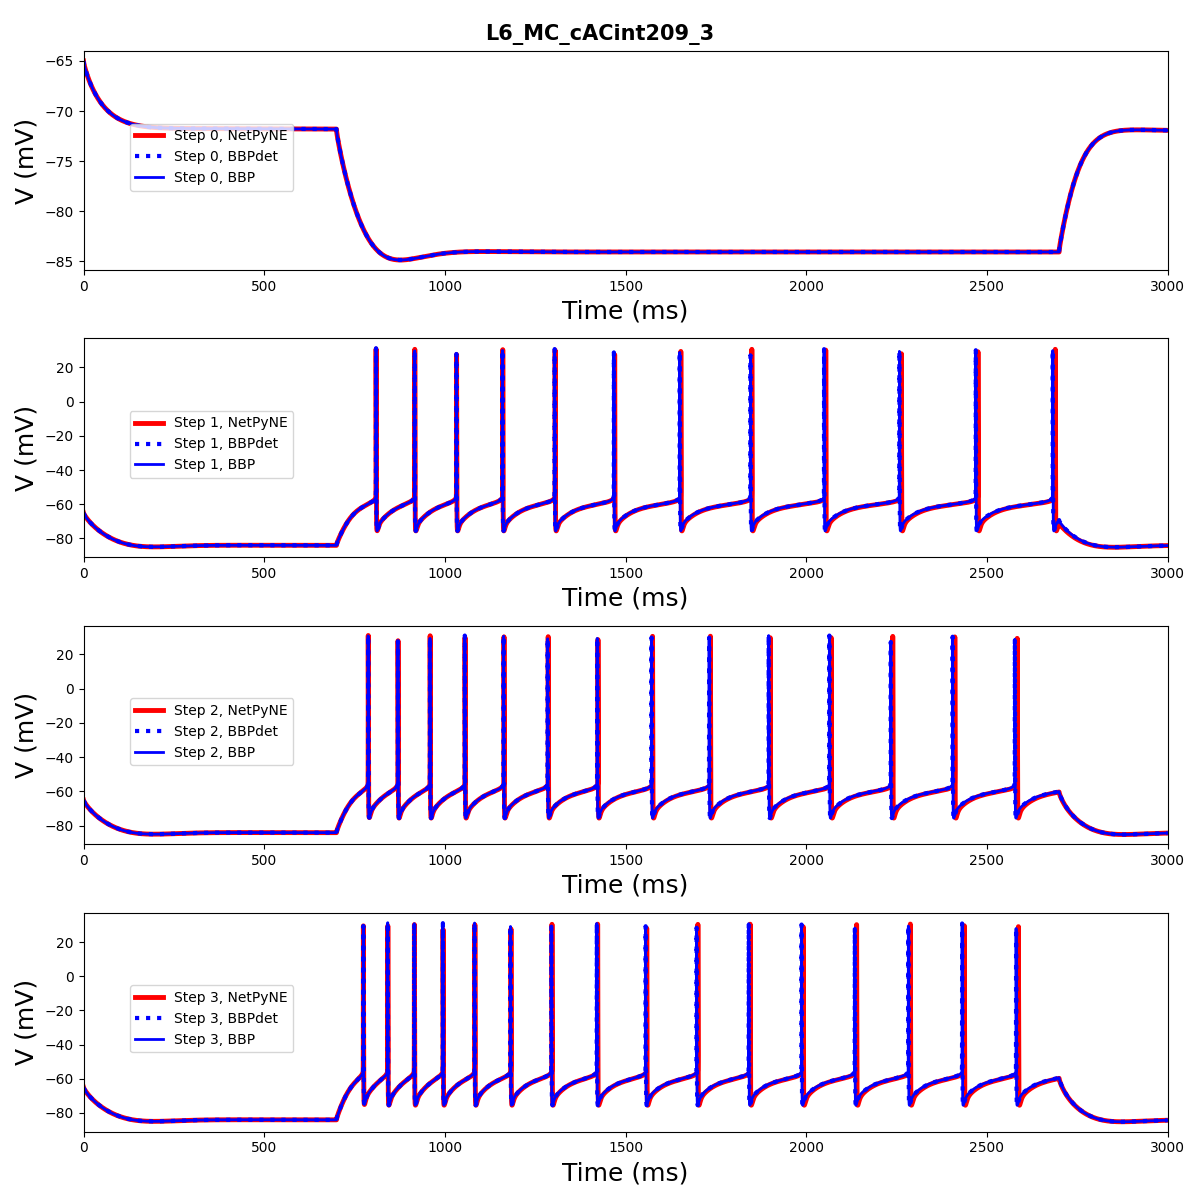 L6_MC_cACint209_3
−65
−70
−75
−80
−85
V (mV)
Step 0, NetPyNE
Step 0, BBPdet
Step 0, BBP
0 500 1000 1500 2000 2500 3000
Time (ms)
20
0
−20
−40
−60
−80
V (mV)
Step 1, NetPyNE
Step 1, BBPdet
Step 1, BBP
0 500 1000 1500 2000 2500 3000
Time (ms)
20
0
−20
−40
−60
−80
V (mV)
Step 2, NetPyNE
Step 2, BBPdet
Step 2, BBP
0 500 1000 1500 2000 2500 3000
Time (ms)
20
0
−20
−40
−60
−80
V (mV)
Step 3, NetPyNE
Step 3, BBPdet
Step 3, BBP
0 500 1000 1500 2000 2500 3000
Time (ms)